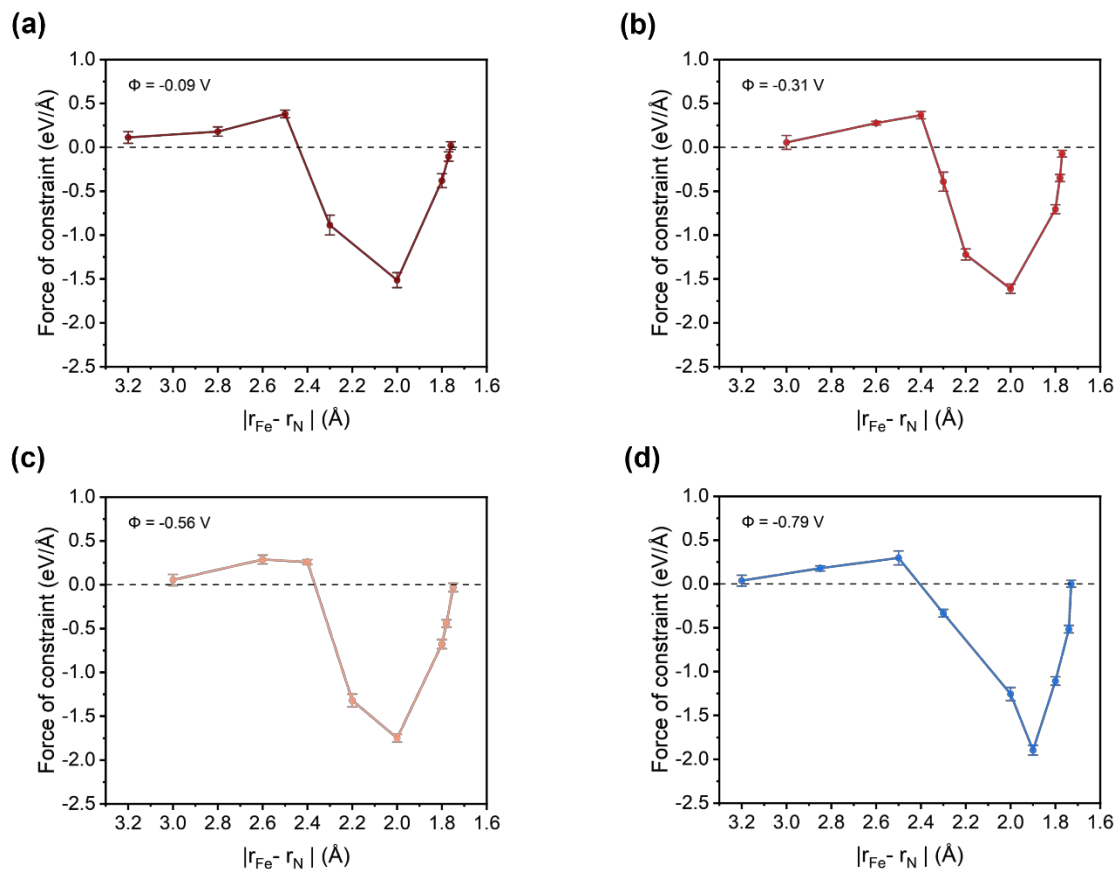 (a)
Φ = -0.09 V
Force of constraint (eV/Å)
1.0
0.5
0.0
-0.5
-1.0
-1.5
-2.0
-2.5
3.2 3.0 2.8 2.6 2.4 2.2 2.0 1.8 1.6
|rFe- rN | (Å)
(b)
Φ = -0.31 V
Force of constraint (eV/Å)
1.0
0.5
0.0
-0.5
-1.0
-1.5
-2.0
-2.5
3.2 3.0 2.8 2.6 2.4 2.2 2.0 1.8 1.6
|rFe- rN | (Å)
(c)
Φ = -0.56 V
Force of constraint (eV/Å)
1.0
0.5
0.0
-0.5
-1.0
-1.5
-2.0
-2.5
3.2 3.0 2.8 2.6 2.4 2.2 2.0 1.8 1.6
|rFe- rN | (Å)
(d)
Φ = -0.79 V
Force of constraint (eV/Å)
1.0
0.5
0.0
-0.5
-1.0
-1.5
-2.0
-2.5
3.2 3.0 2.8 2.6 2.4 2.2 2.0 1.8 1.6
|rFe- rN | (Å)